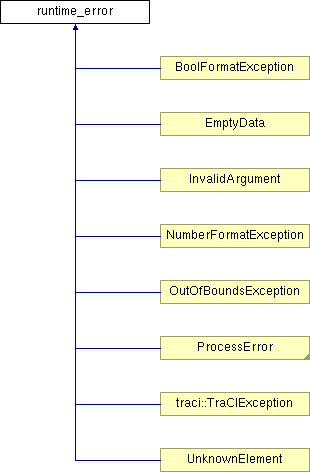 runtime_error
BoolFormatException
EmptyData
InvalidArgument
NumberFormatException
OutOfBoundsException
ProcessError
traci::TraCIException
UnknownElement